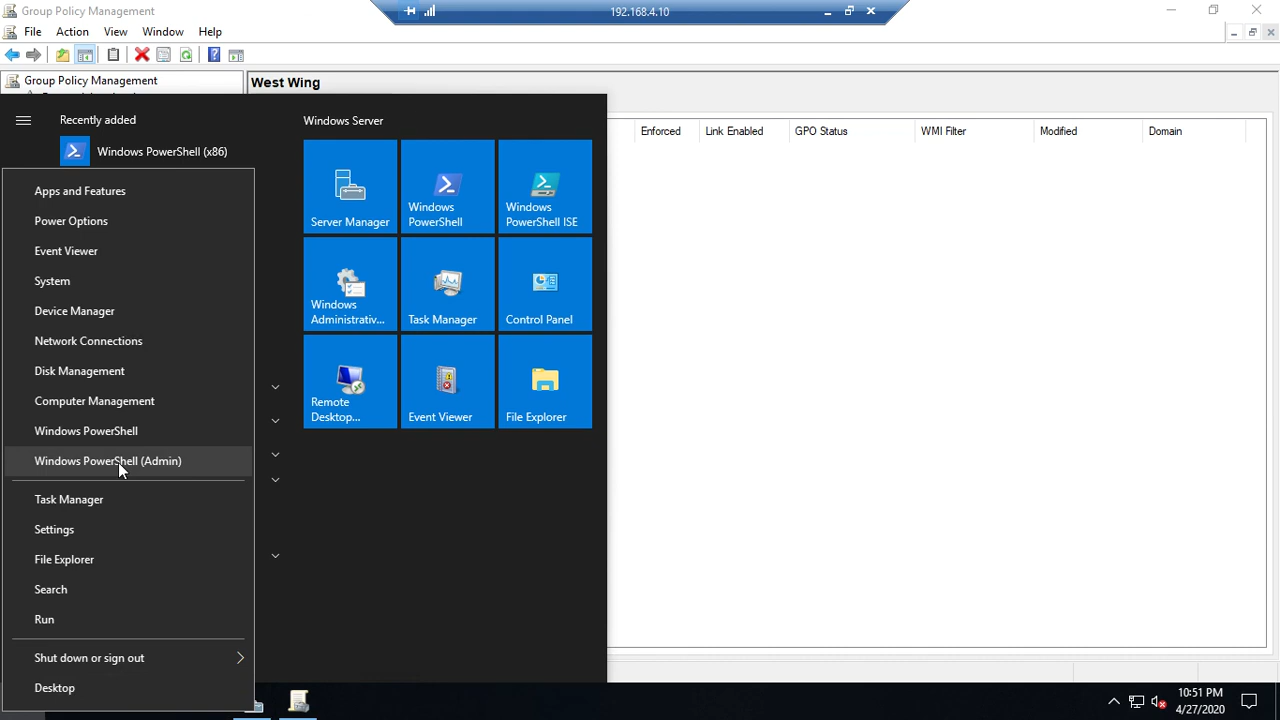 Group Policy Management
192.168.4.10
File Action View Window Help
Group Policy Management
West Wing
Enforced Link Enabled GPO Status WMI Filter Modified Domain
Recently added
Windows PowerShell (x86)
Apps and Features
Power Options
Event Viewer
System
Device Manager
Network Connections
Disk Management
Computer Management
Windows PowerShell
Windows PowerShell (Admin)
Task Manager
Settings
File Explorer
Search
Run
Shut down or sign out
Desktop
Windows Server
Server Manager
Windows
PowerShell
Windows
PowerShell ISE
Windows
Administrativ...
Task Manager
Control Panel
Remote
Desktop...
Event Viewer
File Explorer
10:51 PM
4/27/2020